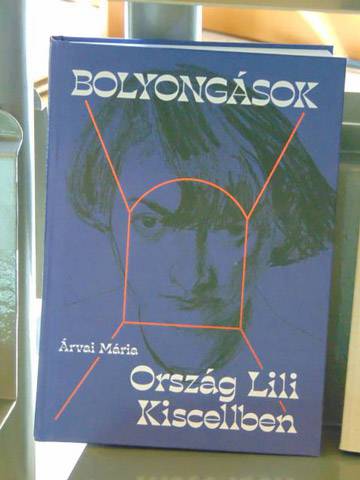 BOLYONGÁSOK
Árvai Mária
Ország Lili
Kiscellben